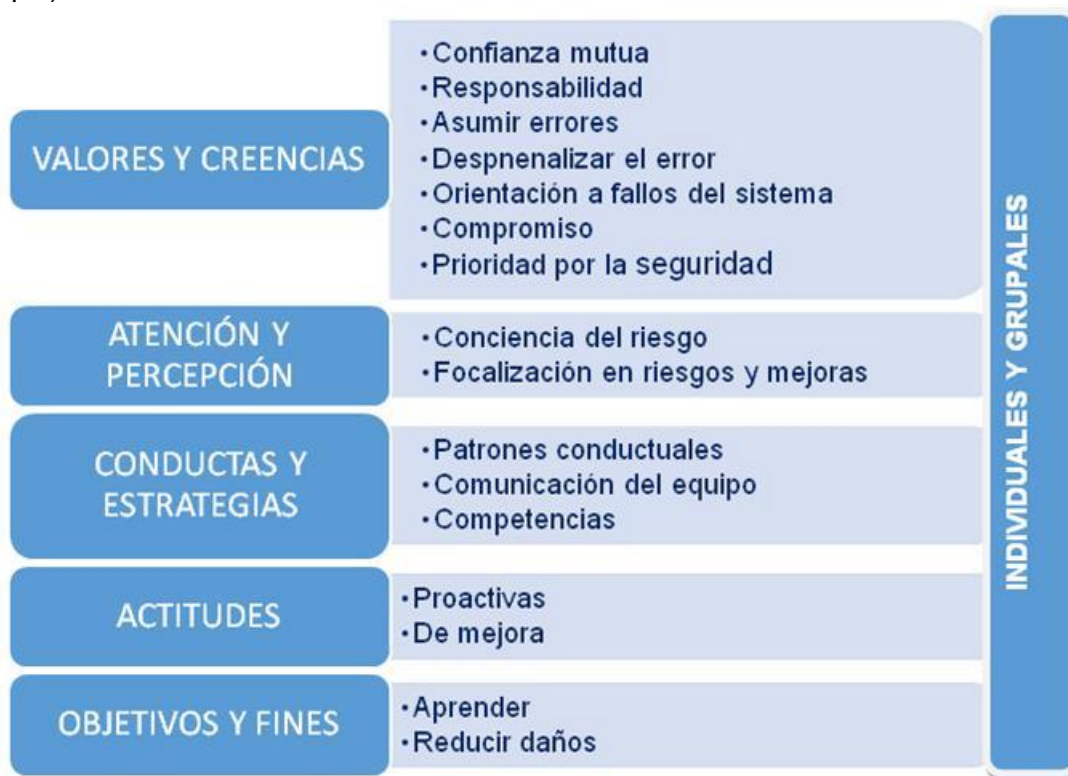 VALORES Y CREENCIAS
•Confianza mutua
•Responsabilidad
•Asumir errores
•Despnenalizar el error
•Orientación a fallos del sistema
•Compromiso
•Prioridad por la seguridad
ATENCIÓN Y
PERCEPCIÓN
•Conciencia del riesgo
•Focalización en riesgos y mejoras
CONDUCTAS Y
ESTRATEGIAS
•Patrones conductuales
•Comunicación del equipo
•Competencias
ACTITUDES
•Proactivas
•De mejora
OBJETIVOS Y FINES
•Aprender
•Reducir daños
INDIVIDUALES Y GRUPALES